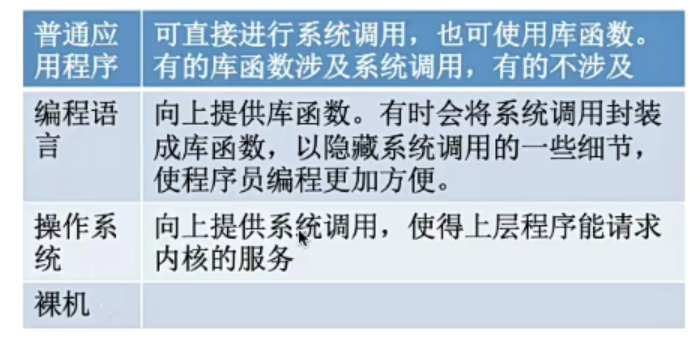 普通应
用程序
可直接进行系统调用，也可使用库函数。
有的库函数涉及系统调用，有的不涉及
编程语
言
向上提供库函数。有时会将系统调用封装
成库函数，以隐藏系统调用的一些细节，
使程序员编程更加方便。
操作系
统
向上提供系统调用，使得上层程序能请求
内核的服务
裸机